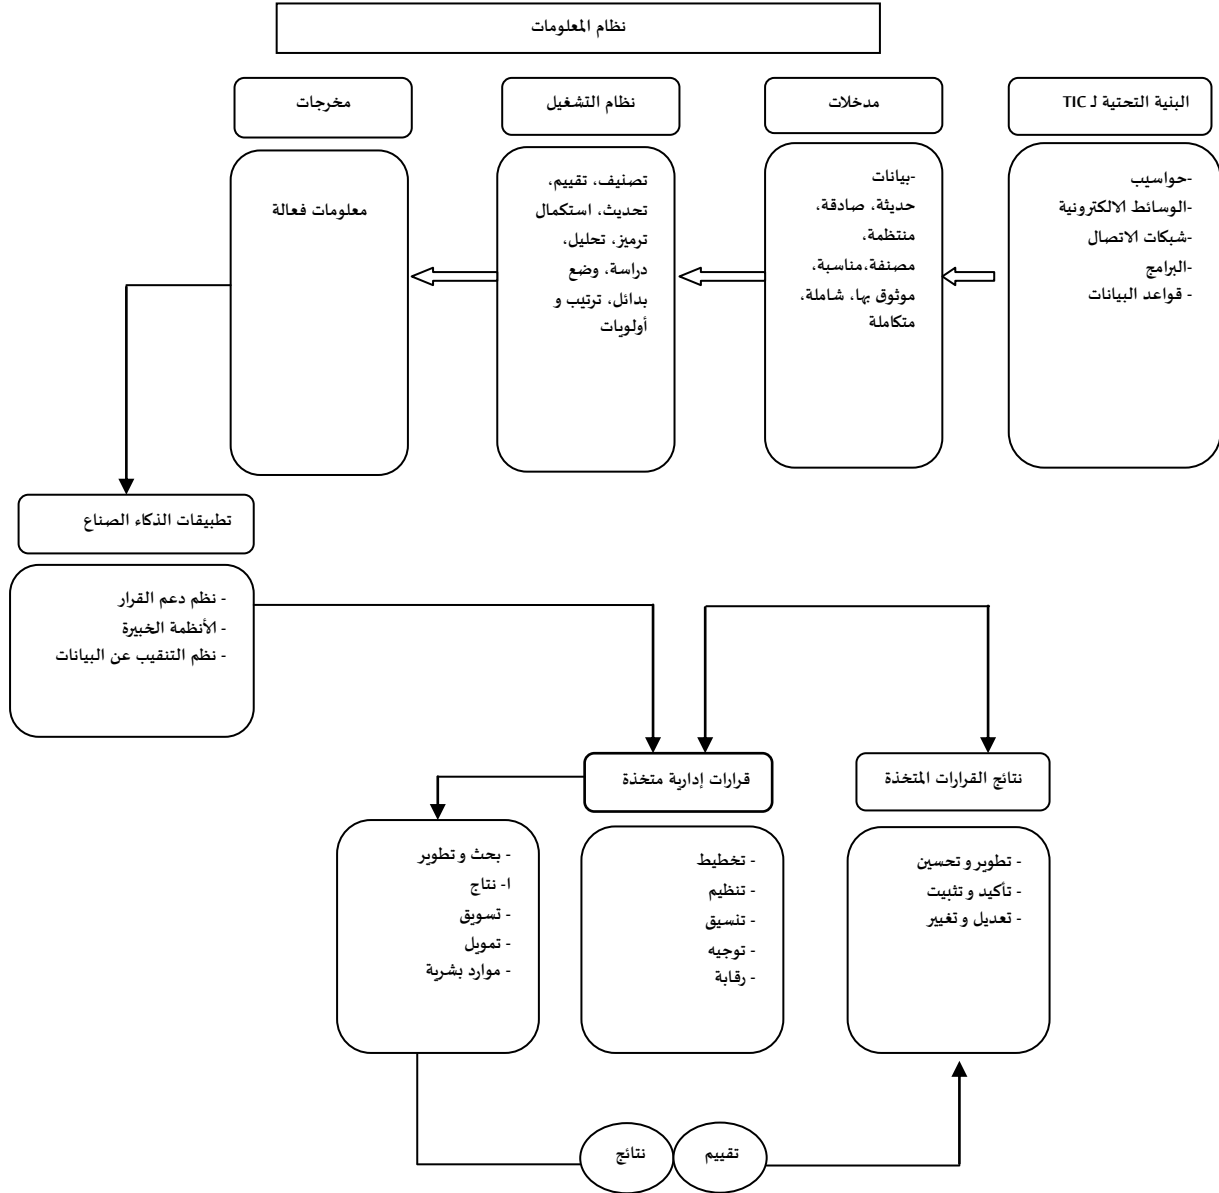 نظام المعلومات
البنية التحتية لـ TIC
-حواسيب
-الوسائط الالكترونية
-شبكات الاتصال
-البرامج
- قواعد البيانات
مدخلات
-بيانات
حديثة، صادقة،
منتظمة،
مصنفة،مناسبة،
موثوق بها، شاملة،
متكاملة
نظام التشغيل
تصنيف، تقييم،
تحديث، استكمال
ترميز، تحليل،
دراسة، وضع
بدائل، ترتيب و
أولويات
مخرجات
معلومات فعالة
تطبيقات الذكاء الصناع
- نظم دعم القرار
- الأنظمة الخبيرة
- نظم التنقيب عن البيانات
نتائج القرارات المتخذة
- تطوير و تحسين
- تأكيد و تثبيت
- تعديل و تغيير
قرارات إدارية متخذة
- تخطيط
- تنظيم
- تنسيق
- توجيه
- رقابة
- بحث و تطوير
ا- نتاج
- تسويق
- تمويل
- موارد بشرية
تقييم
نتائج